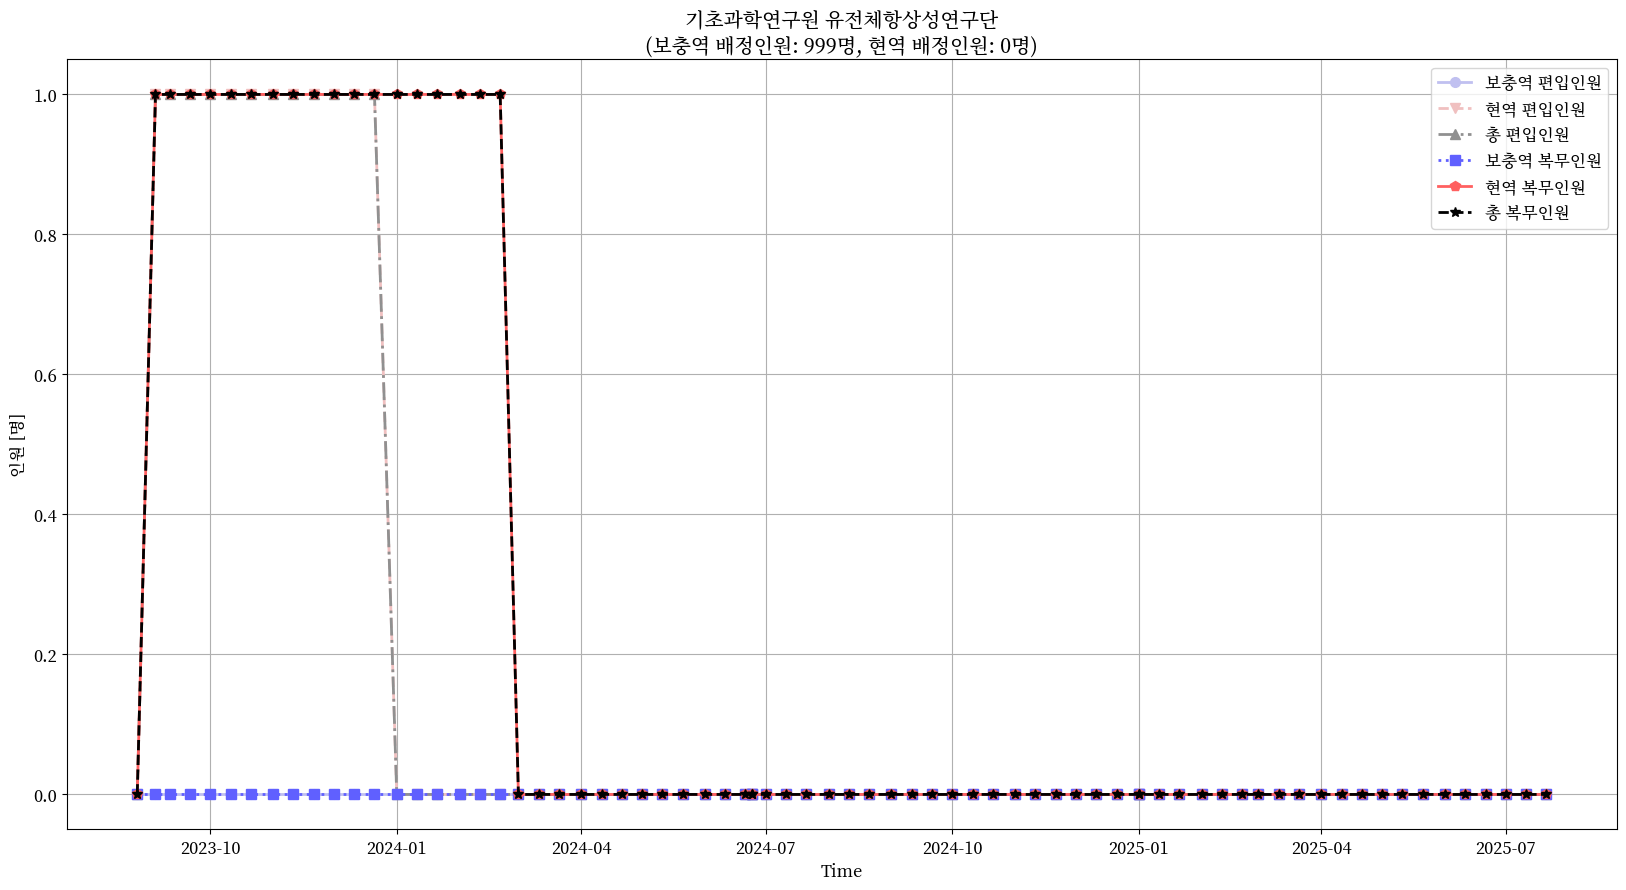 기초과학연구원 유전체항상성연구단
(보충역 배정인원: 999명, 현역 배정인원: 0명)
보충역 편입인원
현역 편입인원
총 편입인원
보충역 복무인원
현역 복무인원
총 복무인원
1.0
0.8
0.6
0.4
0.2
0.0
인원 [명]
2023-10
2024-01
2024-04
2024-07
2024-10
2025-01
2025-04
2025-07
Time